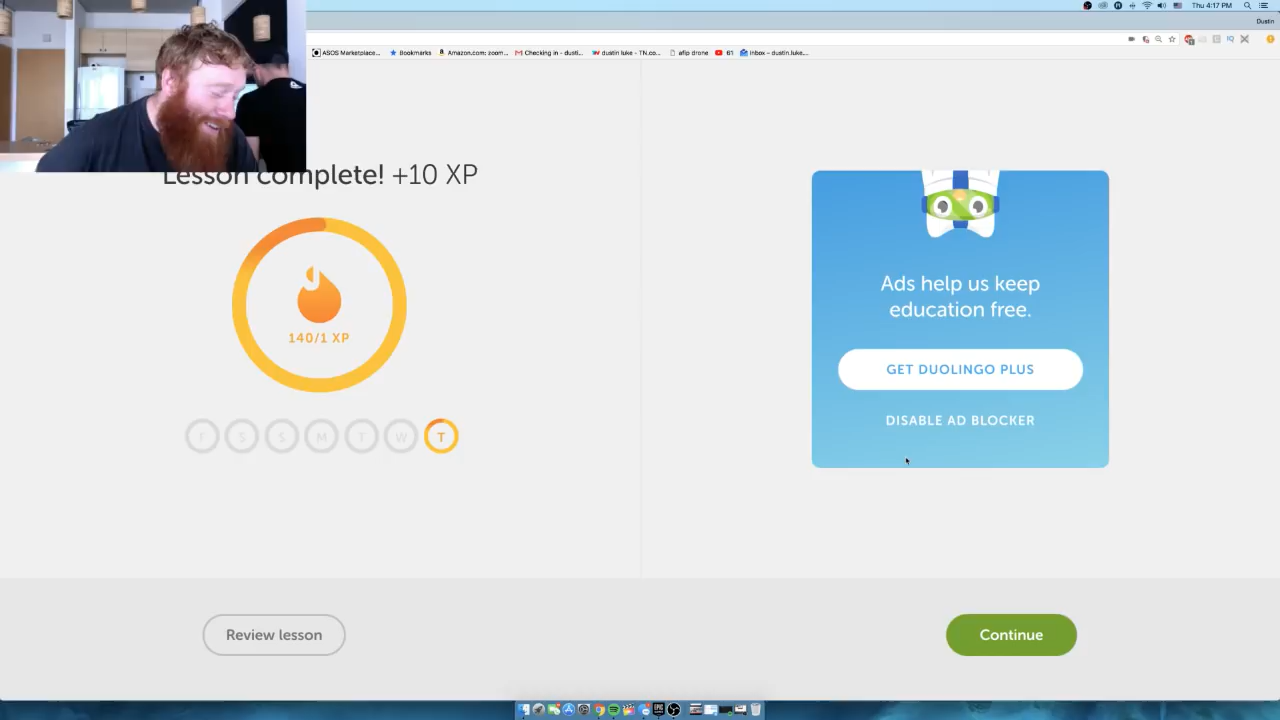 Thu 4:17 PM
Dustin
ASOS Marketplace...
Bookmarks
Amazon.com: zoom...
Checking in - dusti...
dustin luke - TN.co...
afip drone
61
Inbox - dustin.luke...
Lesson complete! +10 XP
140/1 XP
F S S M T W T
Ads help us keep
education free.
GET DUOLINGO PLUS
DISABLE AD BLOCKER
Review lesson
Continue